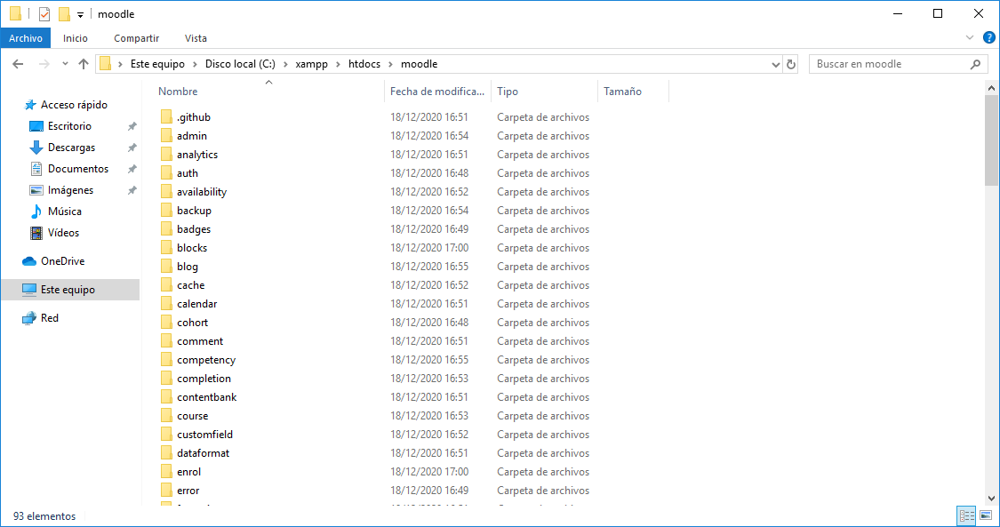 moodle
Archivo Inicio Compartir Vista
Este equipo Disco local (C:) xampp htdocs moodle Buscar en moodle
Acceso rápido
Escritorio
Descargas
Documentos
Imágenes
Música
Vídeos
OneDrive
Este equipo
Red
Nombre Fecha de modifica... Tipo Tamaño
.github 18/12/2020 16:51 Carpeta de archivos
admin 18/12/2020 16:54 Carpeta de archivos
analytics 18/12/2020 16:51 Carpeta de archivos
auth 18/12/2020 16:48 Carpeta de archivos
availability 18/12/2020 16:52 Carpeta de archivos
backup 18/12/2020 16:54 Carpeta de archivos
badges 18/12/2020 16:49 Carpeta de archivos
blocks 18/12/2020 17:00 Carpeta de archivos
blog 18/12/2020 16:55 Carpeta de archivos
cache 18/12/2020 16:52 Carpeta de archivos
calendar 18/12/2020 16:51 Carpeta de archivos
cohort 18/12/2020 16:48 Carpeta de archivos
comment 18/12/2020 16:51 Carpeta de archivos
competency 18/12/2020 16:55 Carpeta de archivos
completion 18/12/2020 16:53 Carpeta de archivos
contentbank 18/12/2020 16:51 Carpeta de archivos
course 18/12/2020 16:53 Carpeta de archivos
customfield 18/12/2020 16:52 Carpeta de archivos
dataformat 18/12/2020 16:51 Carpeta de archivos
enrol 18/12/2020 17:00 Carpeta de archivos
error 18/12/2020 16:49 Carpeta de archivos
93 elementos